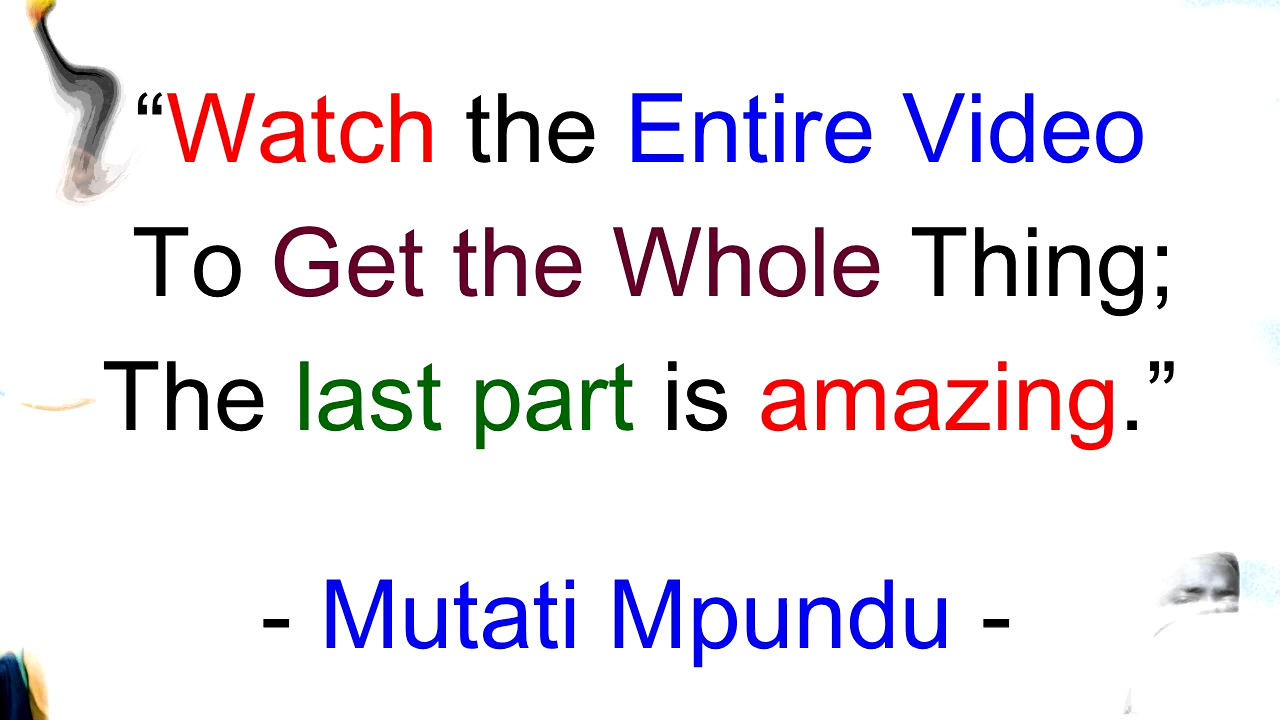 “Watch the Entire Video
To Get the Whole Thing;
The last part is amazing.”
- Mutati Mpundu -